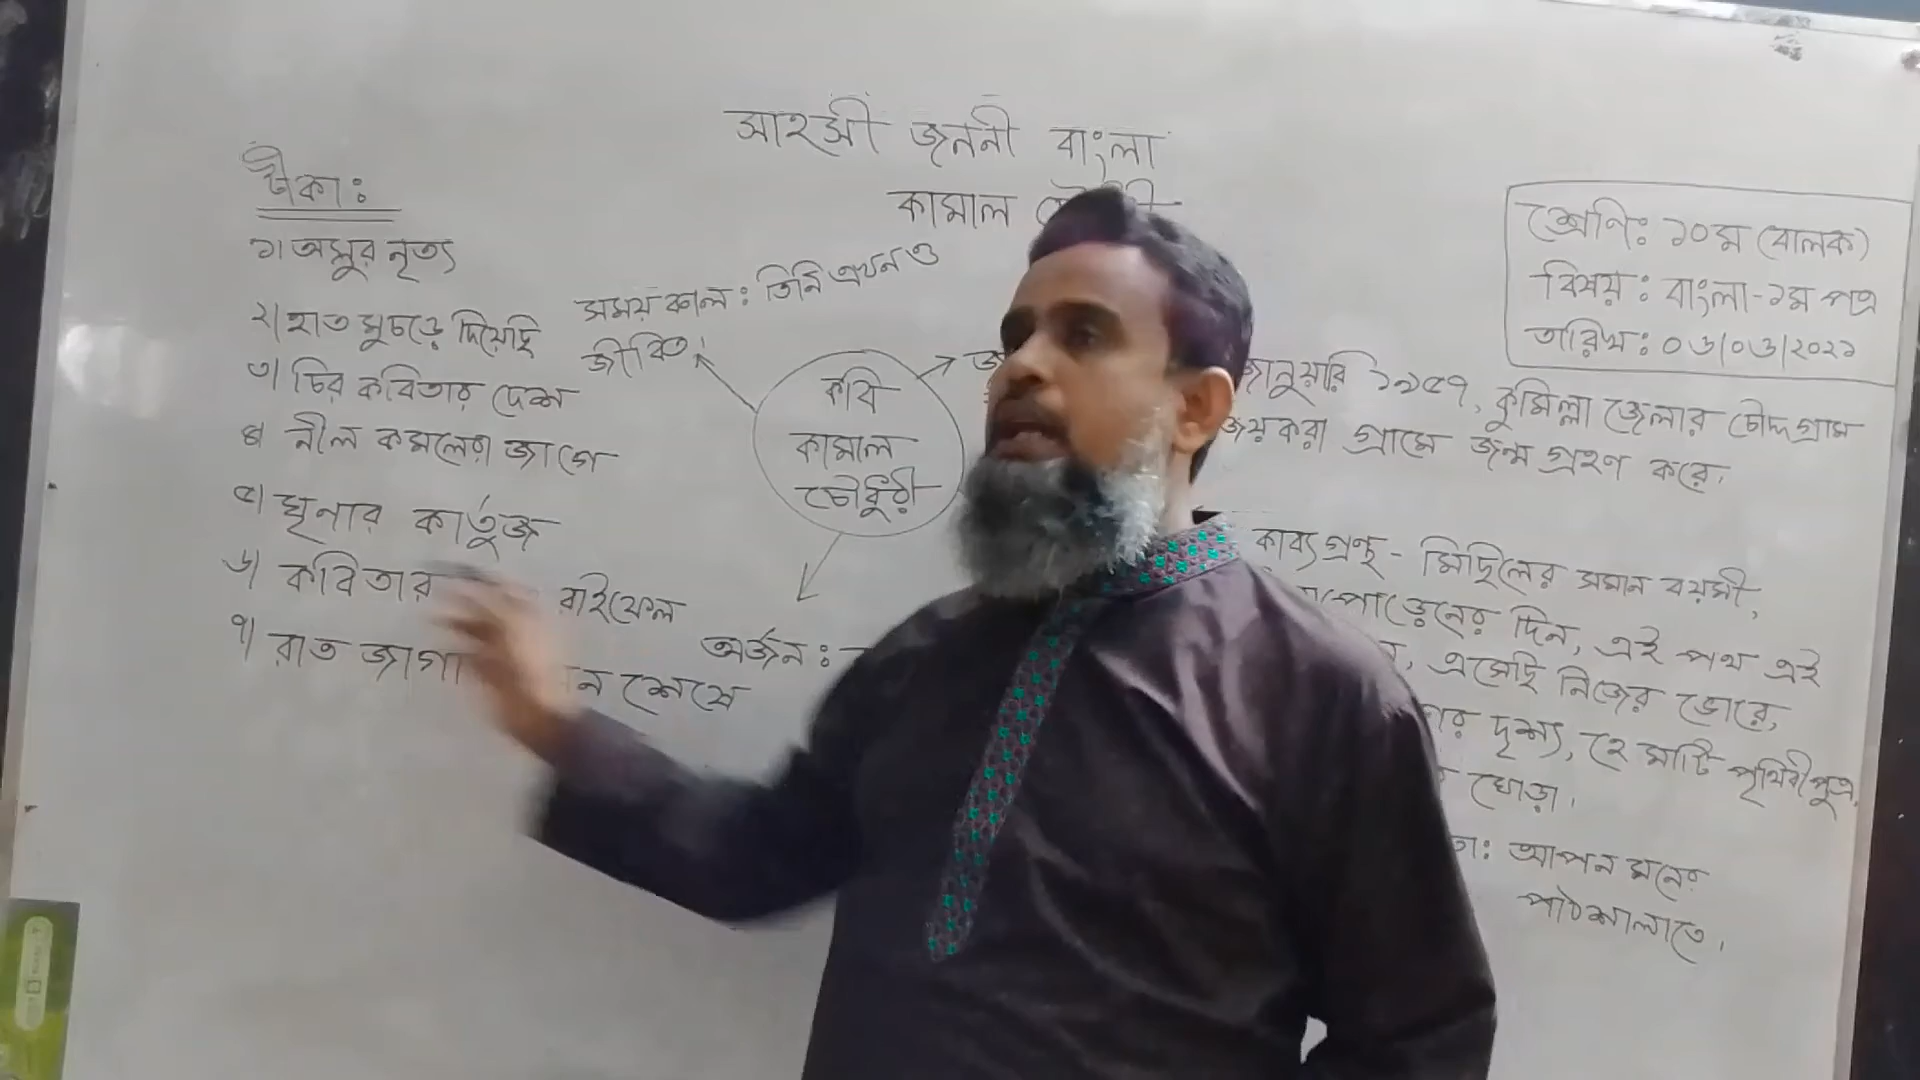 সাহসী জননী বাংলা
কামাল
টীকাঃ
১। অসুর নৃত্য
২। হাত মুচড়ে দিয়েছি
৩। চির কবিতার দেশ
৪। নীল কমলেরা জাগে
৫। ঘৃনার কার্তুজ
৬। কবিতার রাইফেল
৭। রাত জাগা শেষে
সময় কাল : তিনি এখনও
জীবিত।
কবি
কামাল
চৌধুরী
অর্জন :
শ্রেণিঃ ১০ম (বালক)
বিষয় : বাংলা-১ম পত্র
তারিখ : ০৬/০৬/২০২১
জানুয়ারি ১৯৫৭, কুমিল্লা জেলার চৌদ্দগ্রাম
জয়করা গ্রামে জন্ম গ্রহণ করে।
কাব্যগ্রন্থ - মিছিলের সমান বয়সী,
দিন, এই পথ এই
এসেছি নিজের ভোরে,
দৃশ্য, হে মাটি পৃথিবীপুত্র,
ঘোড়া।
আপন মনের
পাঠশালাতে।